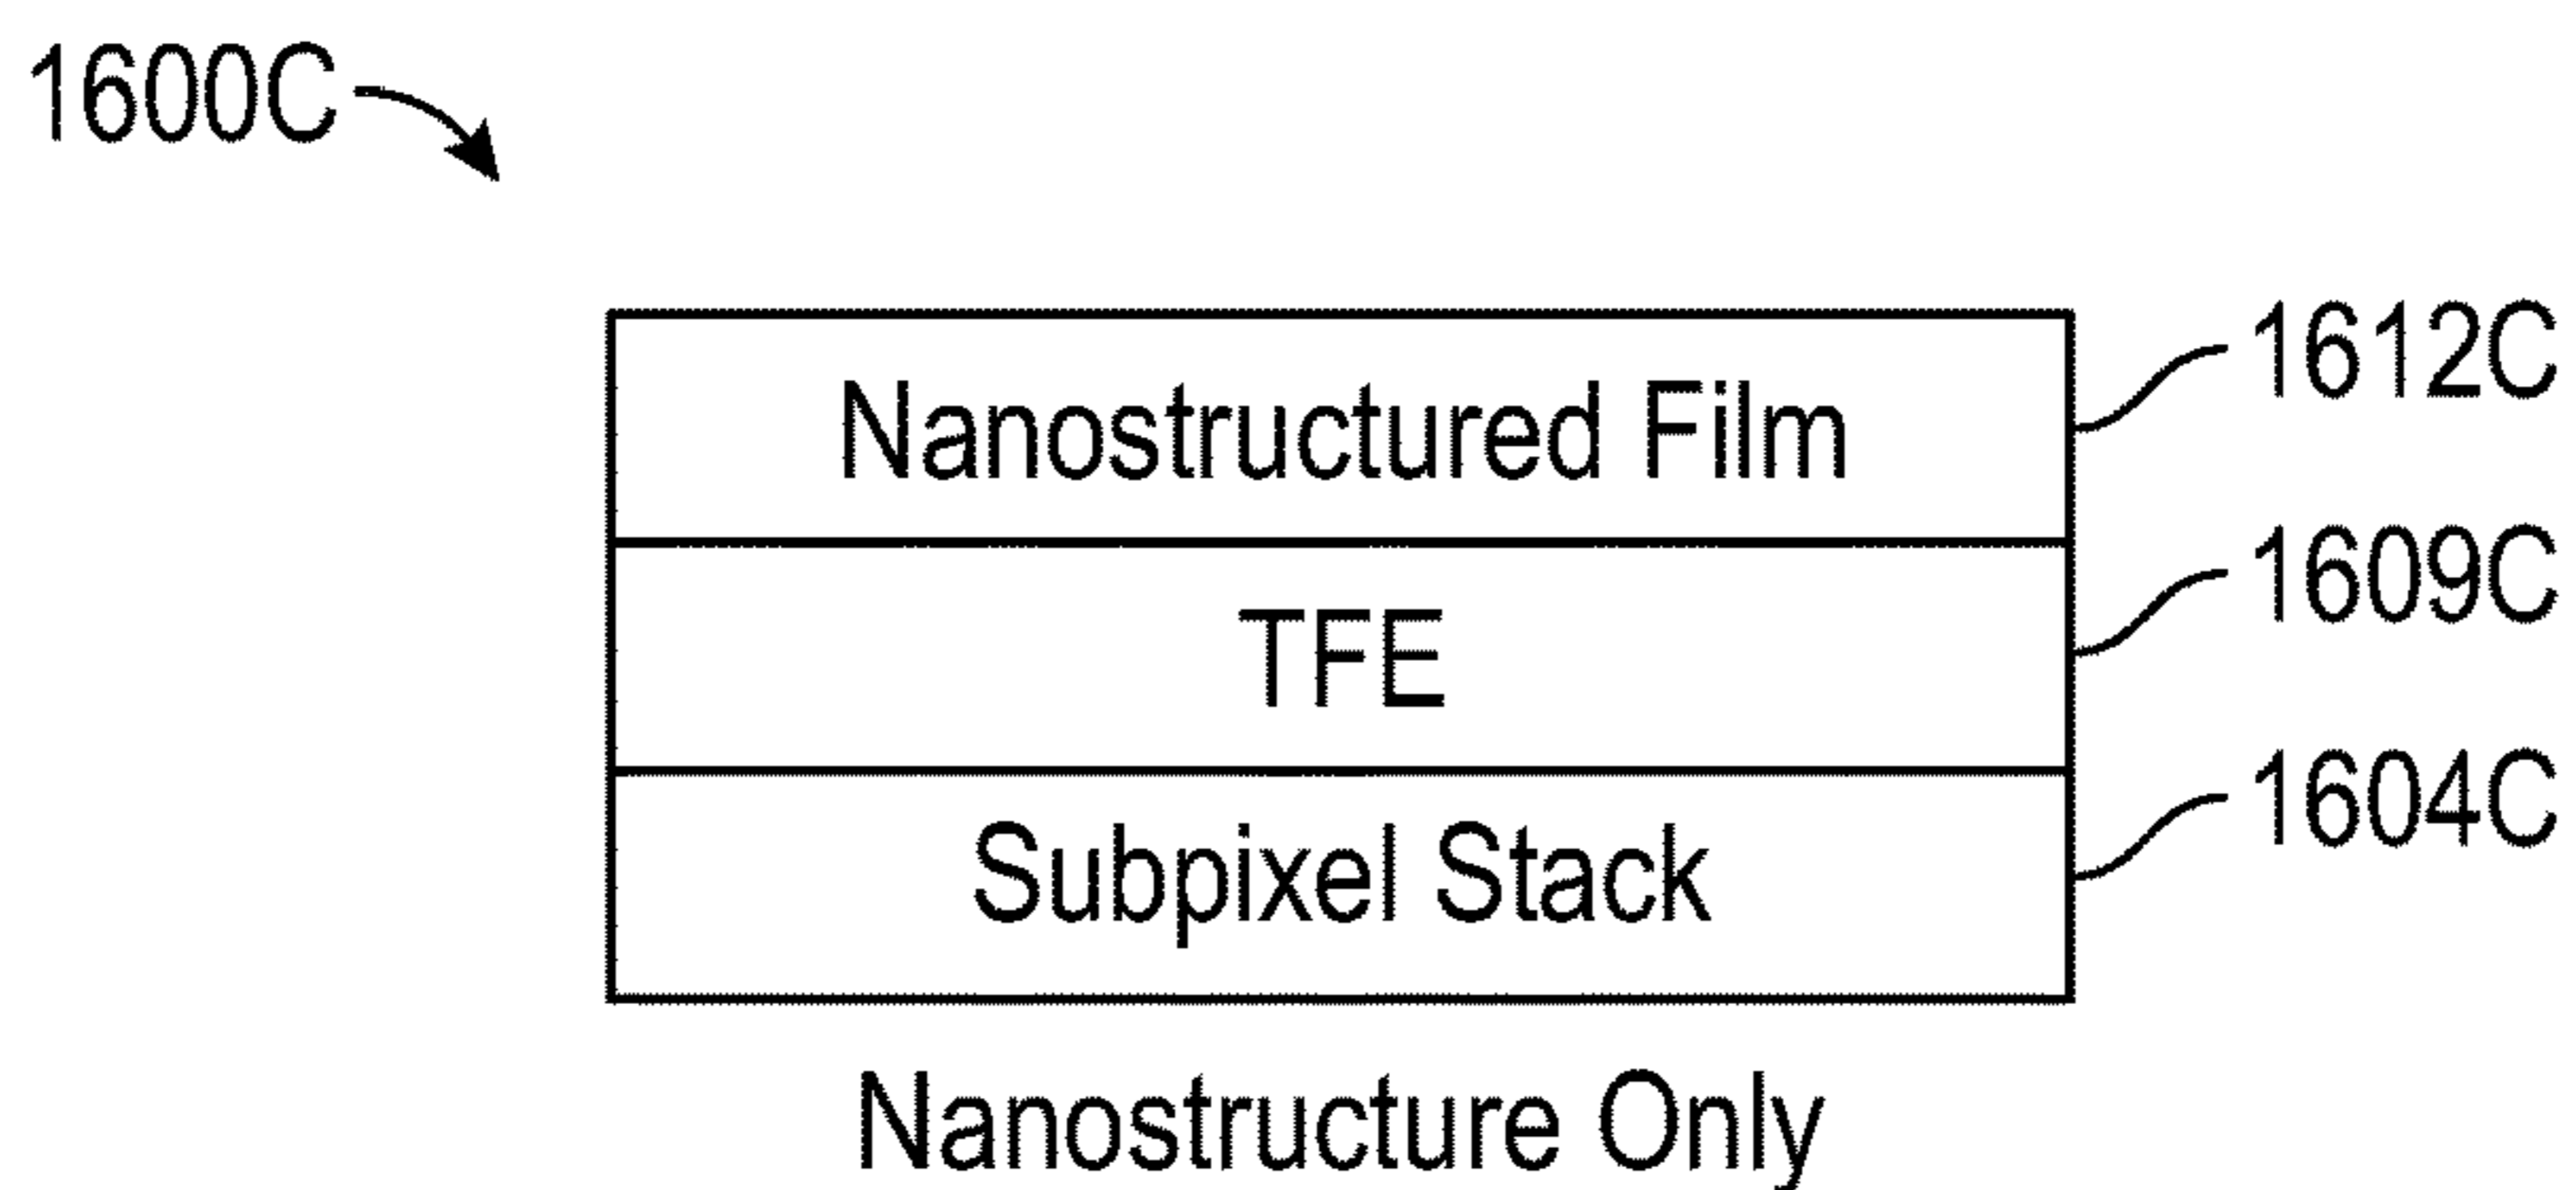 1600C
Nanostructured Film
1612C
TFE
1609C
Subpixel Stack
1604C
Nanostructure Only